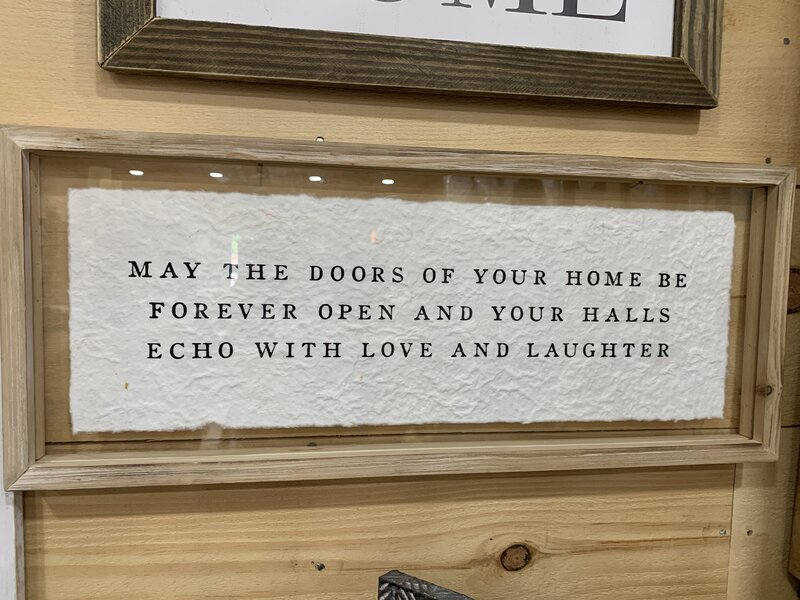 MAY THE DOORS OF YOUR HOME BE
FOREVER OPEN AND YOUR HALLS
ECHO WITH LOVE AND LAUGHTER